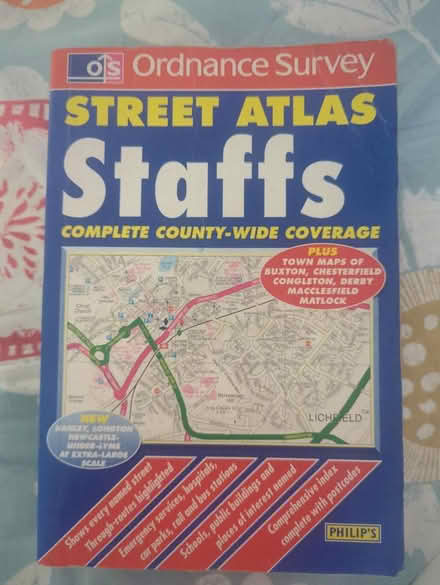 OS Ordnance Survey
STREET ATLAS
Staffs
COMPLETE COUNTY-WIDE COVERAGE
PLUS
TOWN MAPS OF
BUXTON, CHESTERFIELD
CONGLETON, DERBY
MACCLESFIELD
MATLOCK
LICHFIELD
NEW
HANLEY, LONGTON
NEWCASTLE-
UNDER-LYME
AT EXTRA-LARGE
SCALE
Shows every named street
Through-routes highlighted
Emergency services, hospitals,
car parks, rail and bus stations
Schools, public buildings and
places of interest named
Comprehensive index
complete with postcodes
PHILIP'S